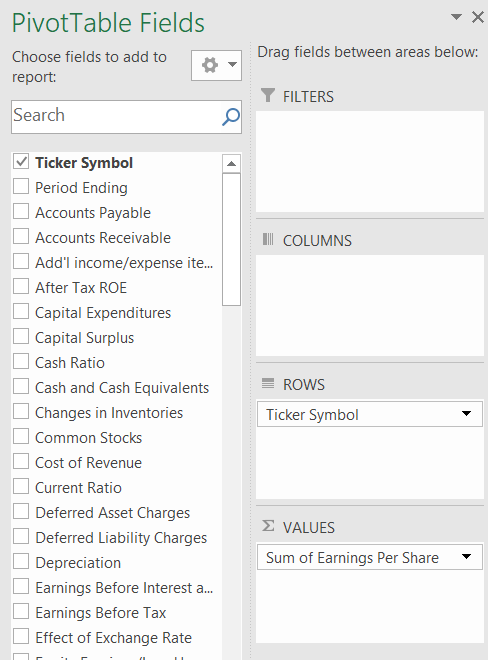 PivotTable Fields
Choose fields to add to
report:
Search
Ticker Symbol
Period Ending
Accounts Payable
Accounts Receivable
Add'l income/expense ite...
After Tax ROE
Capital Expenditures
Capital Surplus
Cash Ratio
Cash and Cash Equivalents
Changes in Inventories
Common Stocks
Cost of Revenue
Current Ratio
Deferred Asset Charges
Deferred Liability Charges
Depreciation
Earnings Before Interest a...
Earnings Before Tax
Effect of Exchange Rate
Drag fields between areas below:
FILTERS
COLUMNS
ROWS
Ticker Symbol
VALUES
Sum of Earnings Per Share